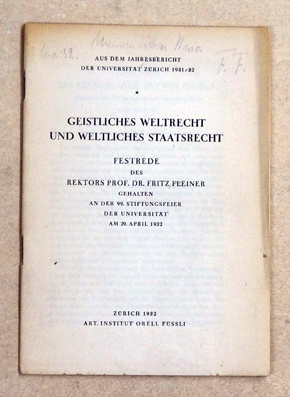 AUS DEM JAHRESBERICHT
DER UNIVERSITÄT ZÜRICH 1931/32
GEISTLICHES WELTRECHT
UND WELTLICHES STAATSRECHT
FESTREDE
DES
REKTORS PROF. DR. FRITZ FLEINER
GEHALTEN
AN DER 99. STIFTUNGSFEIER
DER UNIVERSITÄT
AM 29. APRIL 1932
ZÜRICH 1932
ART. INSTITUT ORELL FÜSSLI